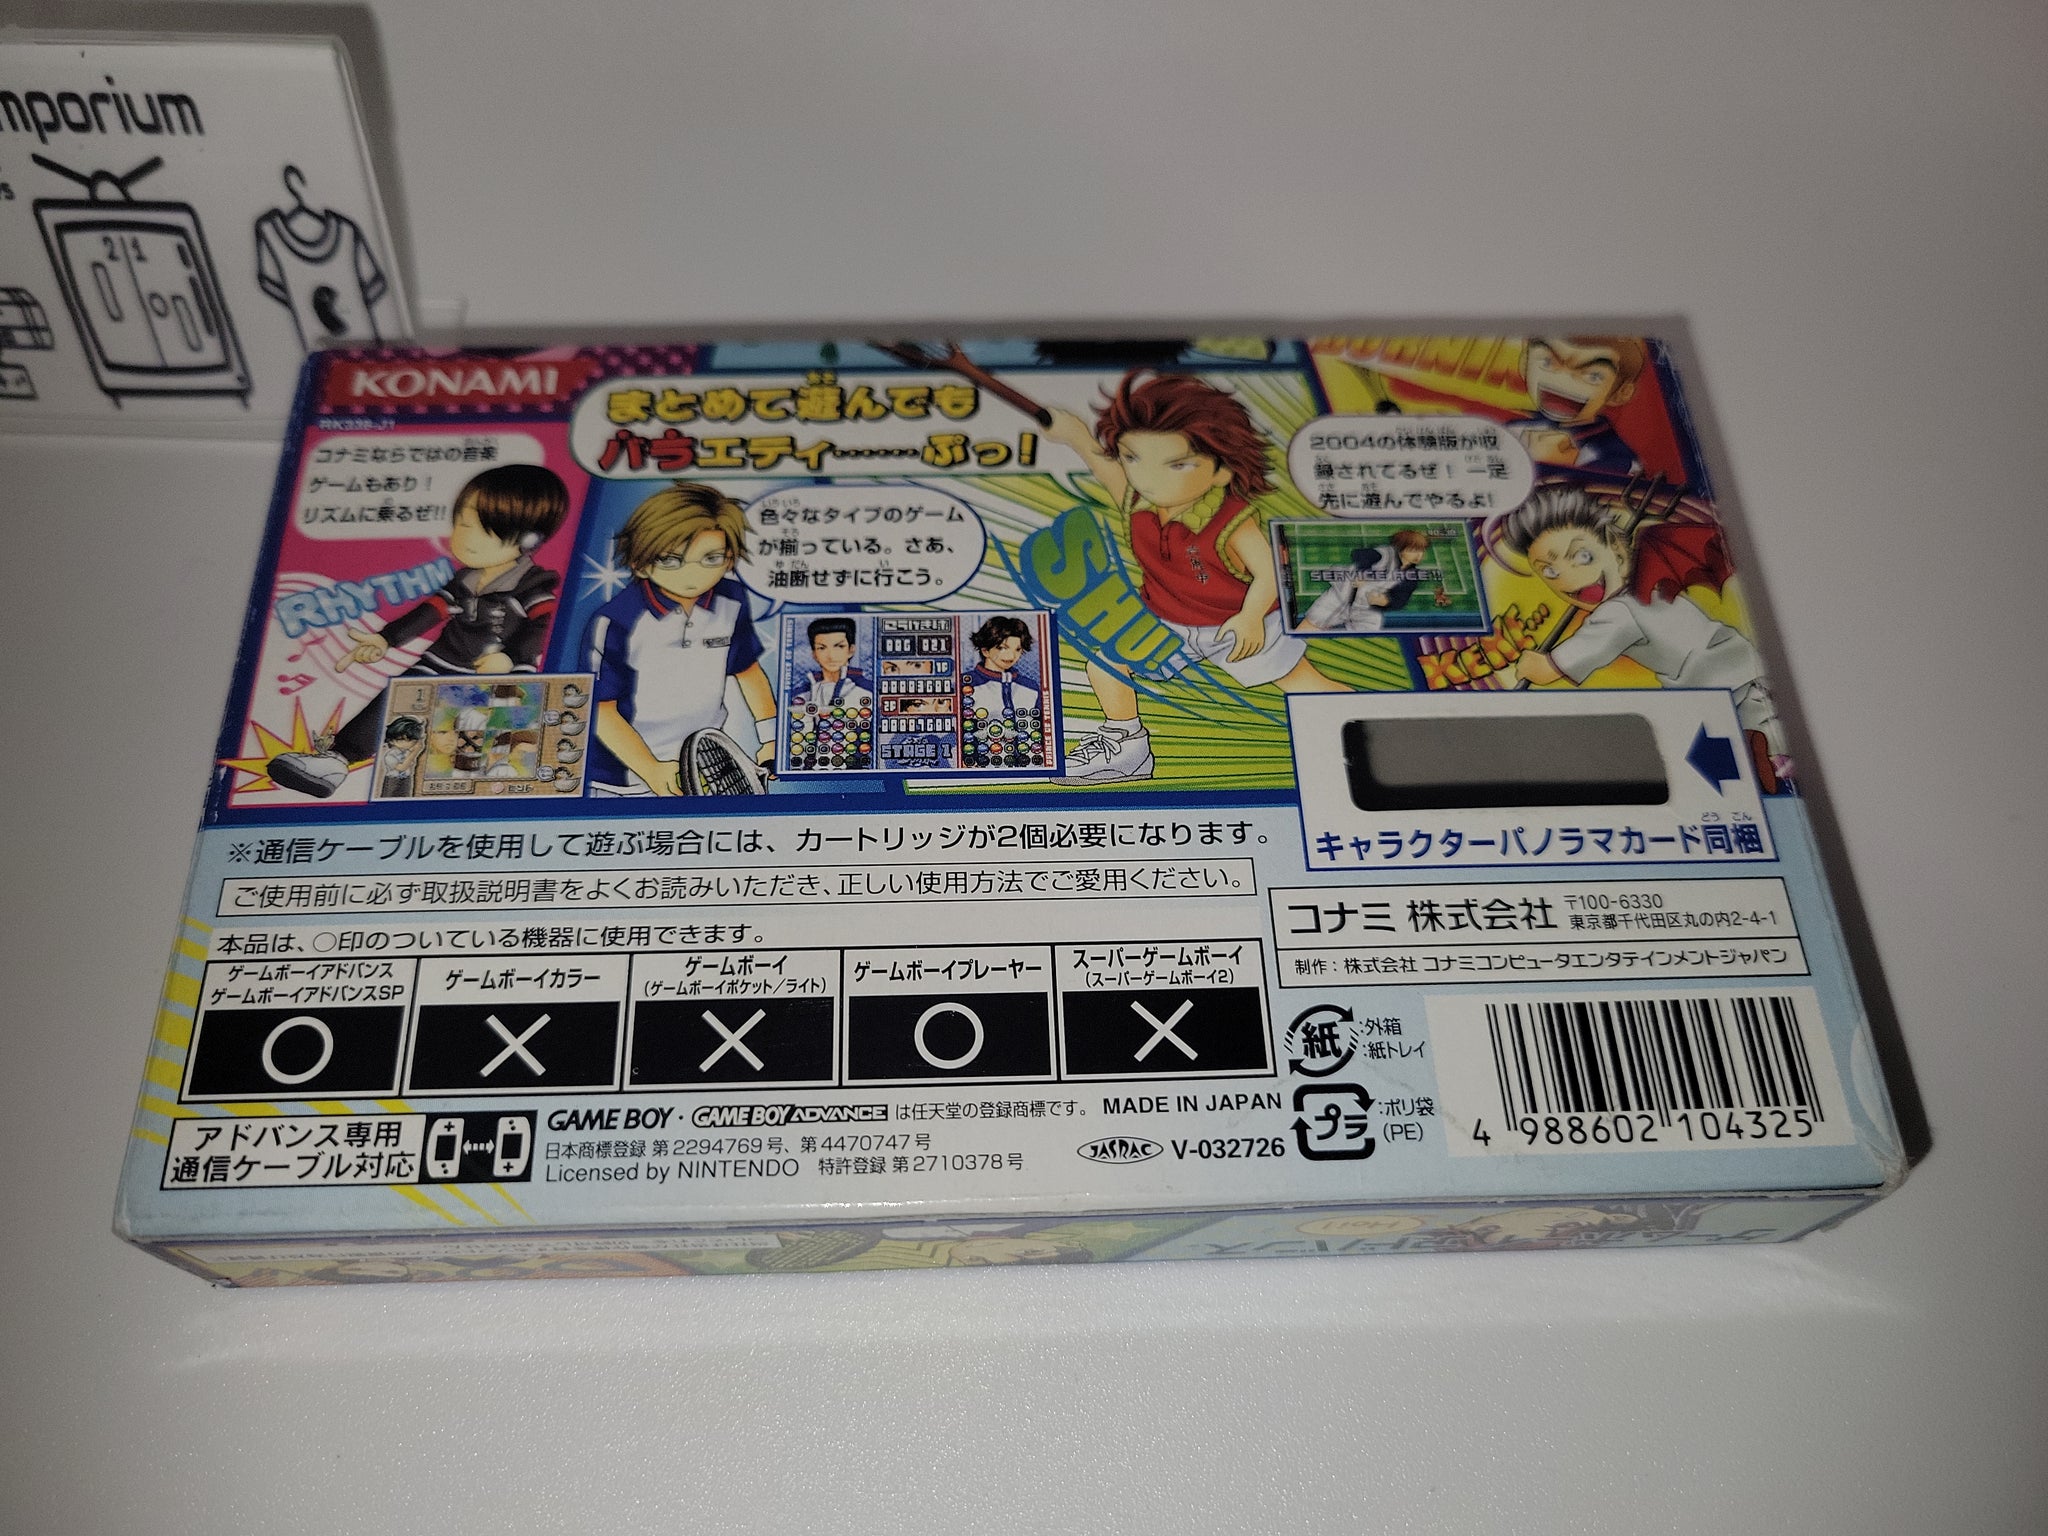 mporium
21
KONAMI
RK338-J1
コナミならではの音楽
ゲームもあり!
リズムに乗るぜ!!
RHYTHM
まとめて遊んでも
バラエティ……ぷっ!
色々なタイプのゲーム
が揃っている。さあ、
油断せずに行こう。
STAGE 1
SHU!
2004の体験版が収
録されてるぜ! 一足
先に遊んでやるよ!
SERVICE ACE!!
キャラクターパノラマカード同梱
※通信ケーブルを使用して遊ぶ場合には、カートリッジが2個必要になります。
ご使用前に必ず取扱説明書をよくお読みいただき、正しい使用方法でご愛用ください。
コナミ 株式会社 〒100-6330
東京都千代田区丸の内2-4-1
制作:株式会社 コナミコンピュータエンタテインメントジャパン
本品は、○印のついている機器に使用できます。
ゲームボーイアドバンス
ゲームボーイアドバンスSP
ゲームボーイカラー
ゲームボーイ
(ゲームボーイポケット/ライト)
ゲームボーイプレーヤー
スーパーゲームボーイ
(スーパーゲームボーイ2)
○ × × ○ ×
紙 :外箱
:紙トレイ
プラ :ポリ袋
(PE)
アドバンス専用
通信ケーブル対応
GAME BOY・GAME BOY ADVANCE は任天堂の登録商標です。 MADE IN JAPAN
日本商標登録 第2294769号、第4470747号
Licensed by NINTENDO 特許登録 第2710378号
JASRAC V-032726
4 988602 104325